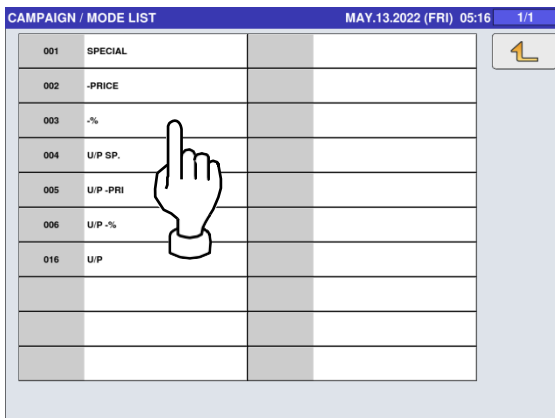 CAMPAIGN / MODE LIST MAY.13.2022 (FRI) 05:16 1/1
001 SPECIAL
002 -PRICE
003 -%
004 U/P SP.
005 U/P -PRI
006 U/P -%
016 U/P